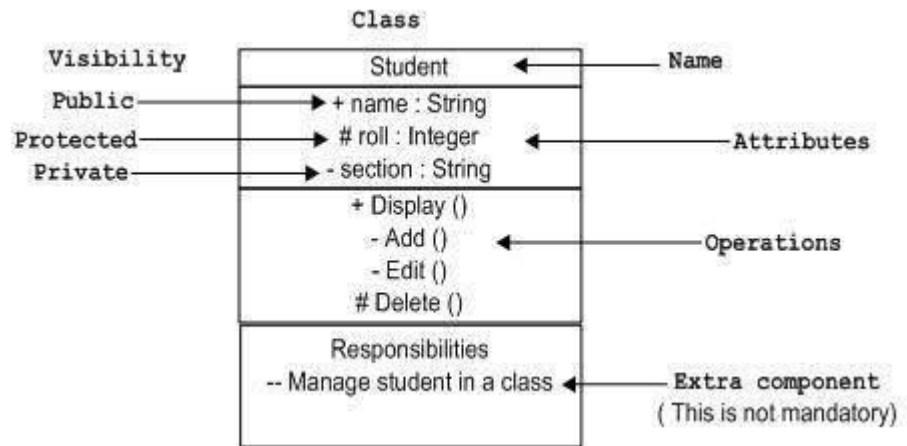 Class
Visibility
Student
Name
Public
+ name : String
Protected
# roll : Integer
Attributes
Private
- section : String
+ Display ()
- Add ()
Operations
- Edit ()
# Delete ()
Responsibilities
-- Manage student in a class
Extra component
( This is not mandatory)